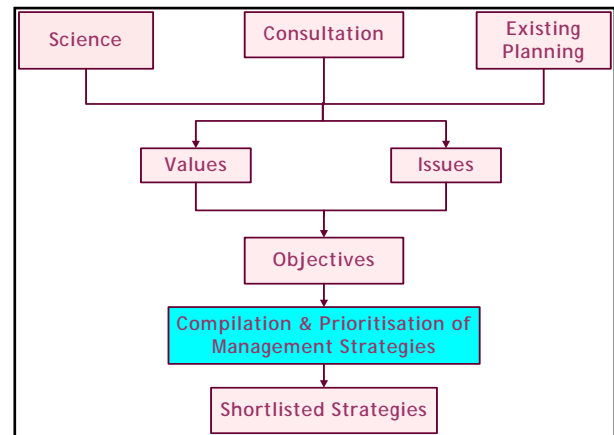 Science
Consultation
Existing
Planning
Values
Issues
Objectives
Compilation & Prioritisation of
Management Strategies
Shortlisted Strategies